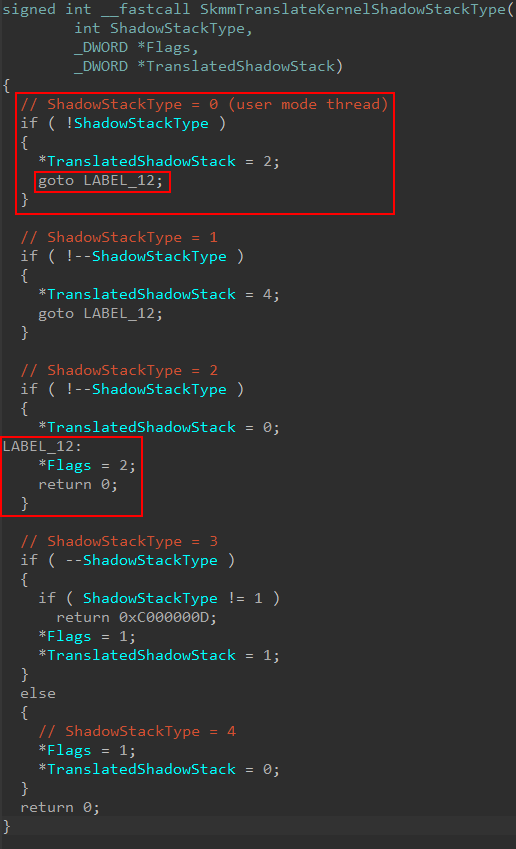 signed int __fastcall SkmmTranslateKernelShadowStackType(
int ShadowStackType,
_DWORD *Flags,
_DWORD *TranslatedShadowStack)
{
// ShadowStackType = 0 (user mode thread)
if ( !ShadowStackType )
{
*TranslatedShadowStack = 2;
goto LABEL_12;
}
// ShadowStackType = 1
if ( !--ShadowStackType )
{
*TranslatedShadowStack = 4;
goto LABEL_12;
}
// ShadowStackType = 2
if ( !--ShadowStackType )
{
*TranslatedShadowStack = 0;
LABEL_12:
*Flags = 2;
return 0;
}
// ShadowStackType = 3
if ( --ShadowStackType )
{
if ( ShadowStackType != 1 )
return 0xC000000D;
*Flags = 1;
*TranslatedShadowStack = 1;
}
else
{
// ShadowStackType = 4
*Flags = 1;
*TranslatedShadowStack = 0;
}
return 0;
}